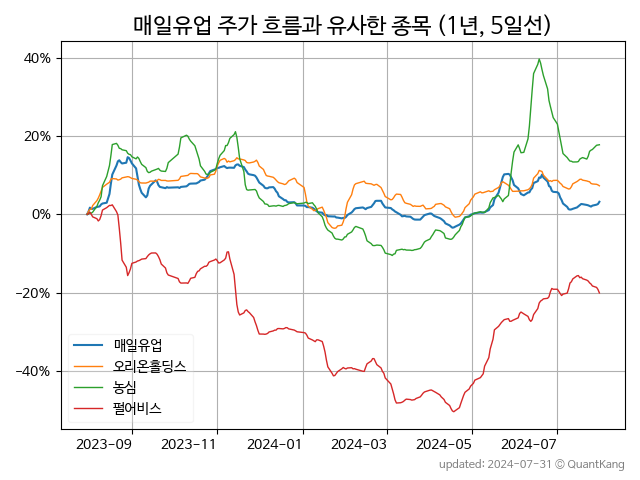 매일유업 주가 흐름과 유사한 종목 (1년, 5일선)
40%
20%
0%
−20%
−40%
매일유업
오리온홀딩스
농심
펄어비스
2023-09
2023-11
2024-01
2024-03
2024-05
2024-07
updated: 2024-07-31 © QuantKang